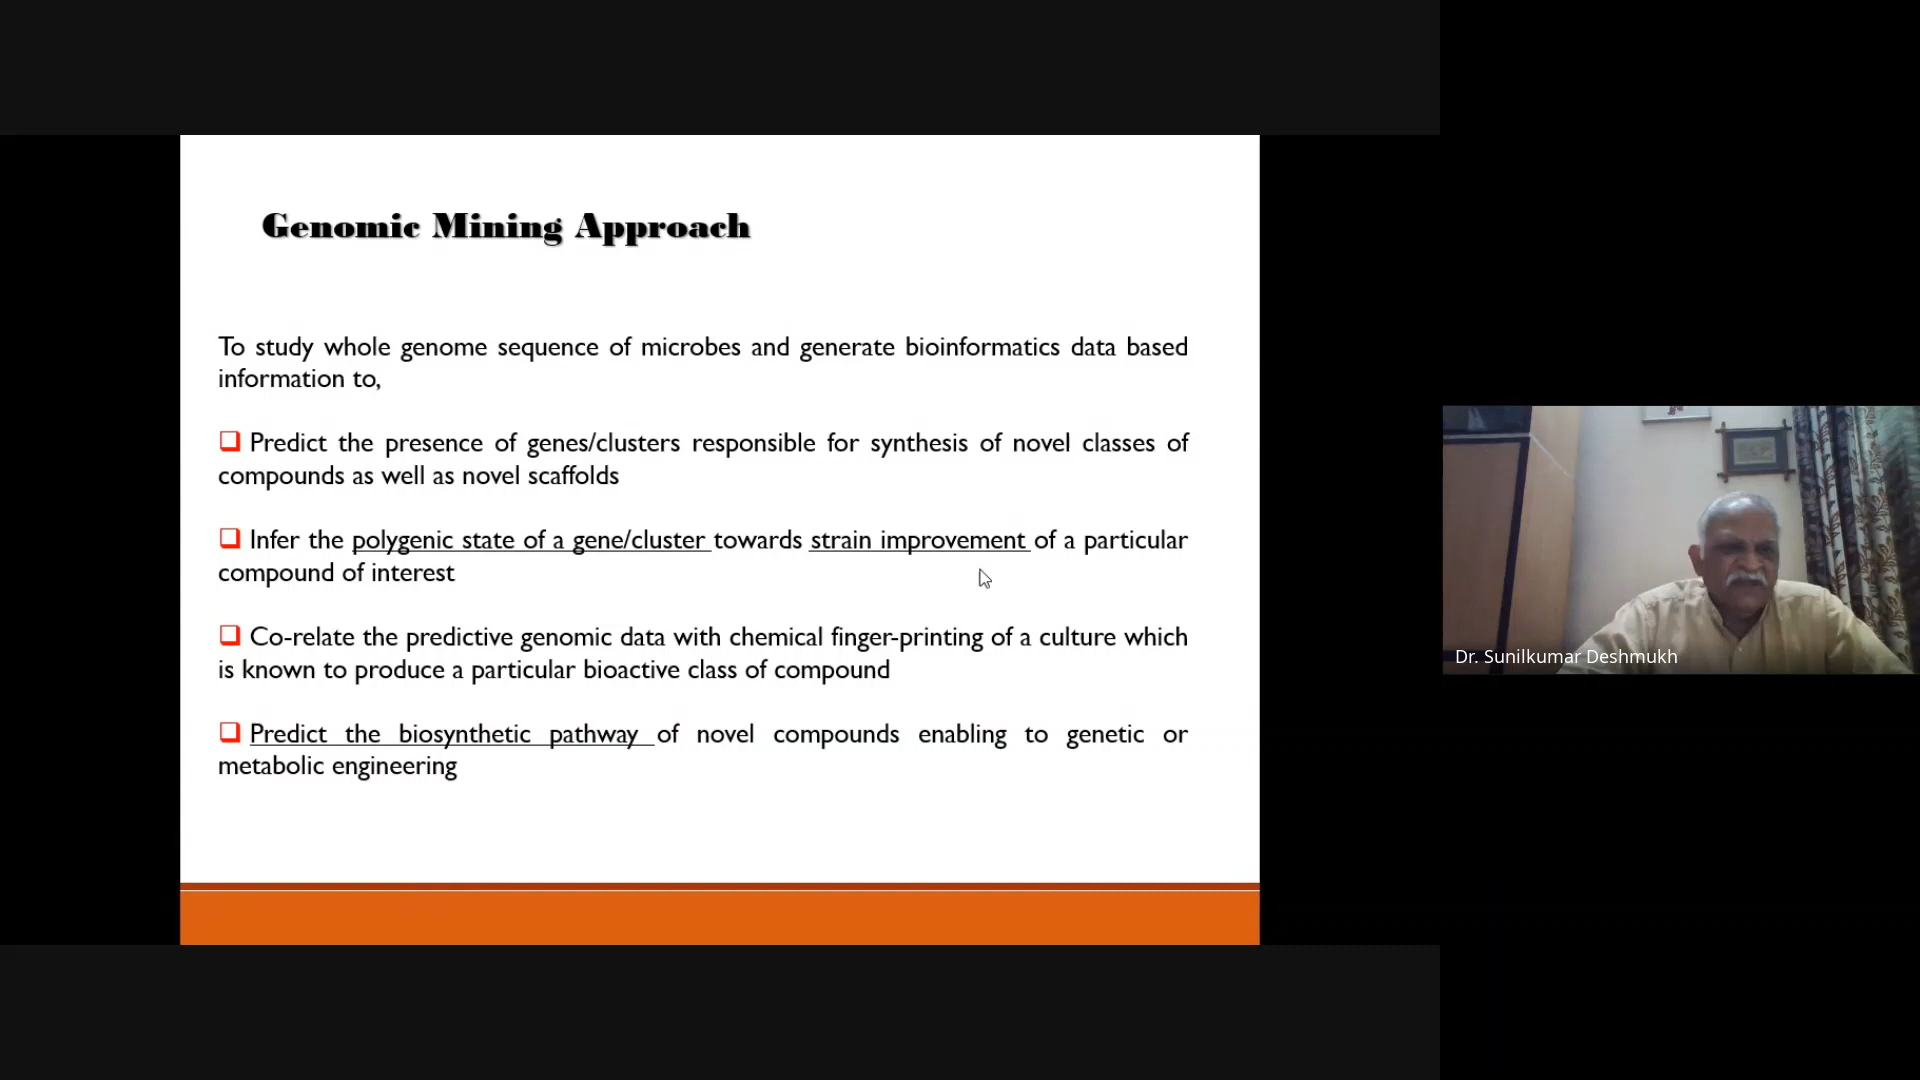 Genomic Mining Approach
To study whole genome sequence of microbes and generate bioinformatics data based
information to,
Predict the presence of genes/clusters responsible for synthesis of novel classes of
compounds as well as novel scaffolds
Infer the polygenic state of a gene/cluster towards strain improvement of a particular
compound of interest
Co-relate the predictive genomic data with chemical finger-printing of a culture which
is known to produce a particular bioactive class of compound
Predict the biosynthetic pathway of novel compounds enabling to genetic or
metabolic engineering
Dr. Sunilkumar Deshmukh